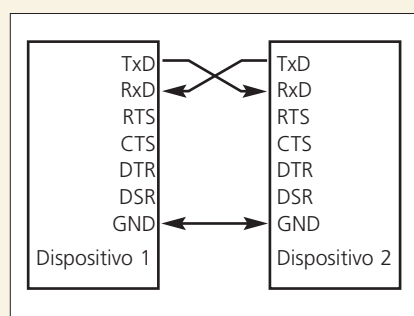 TxD
RxD
RTS
CTS
DTR
DSR
GND
Dispositivo 1
TxD
RxD
RTS
CTS
DTR
DSR
GND
Dispositivo 2